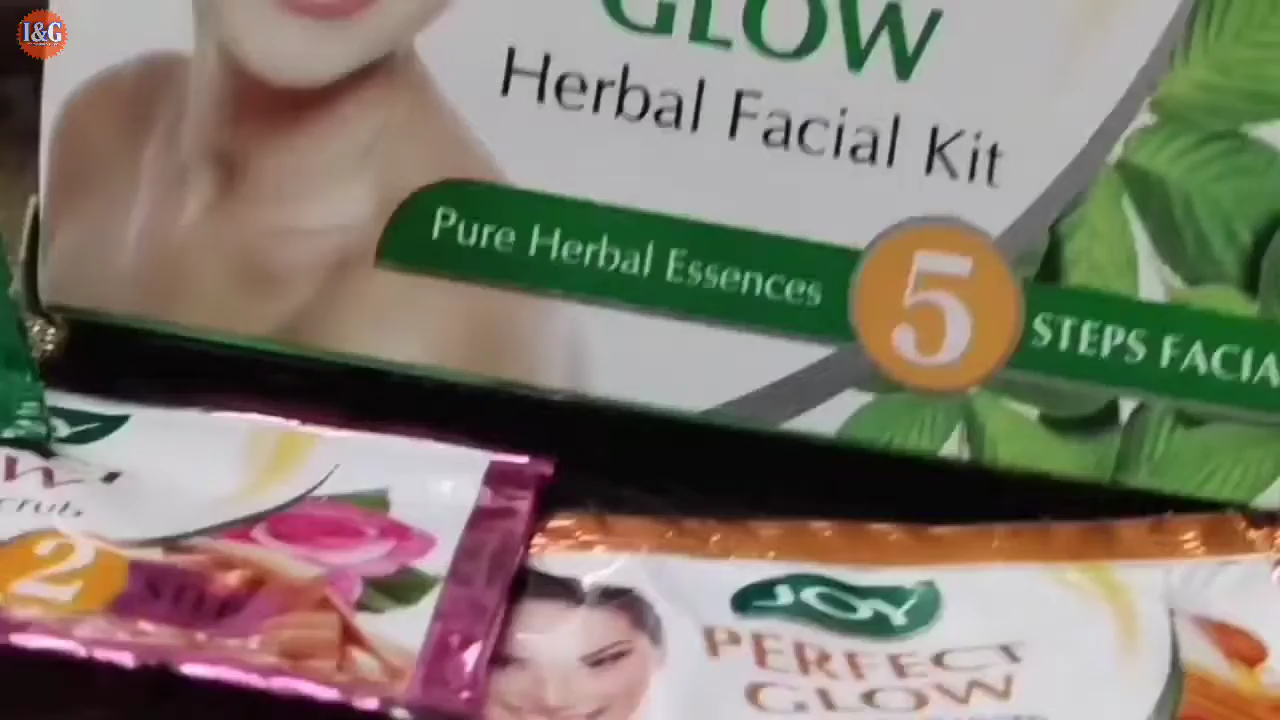 I&G
GLOW
Herbal Facial Kit
Pure Herbal Essences
5
STEPS FACIA
2
JOY
PERFECT
GLOW